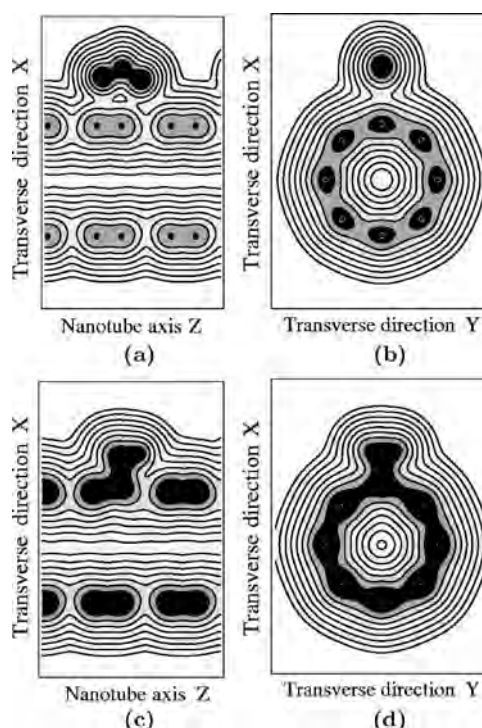 Transverse direction X
Nanotube axis Z
(a)
Transverse direction X
Transverse direction Y
(b)
Transverse direction X
Nanotube axis Z
(c)
Transverse direction X
Transverse direction Y
(d)